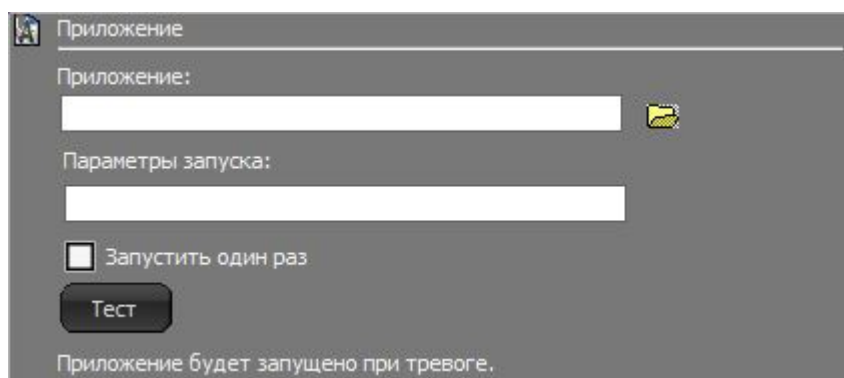 Приложение
Приложение:
Параметры запуска:
Запустить один раз
Тест
Приложение будет запущено при тревоге.